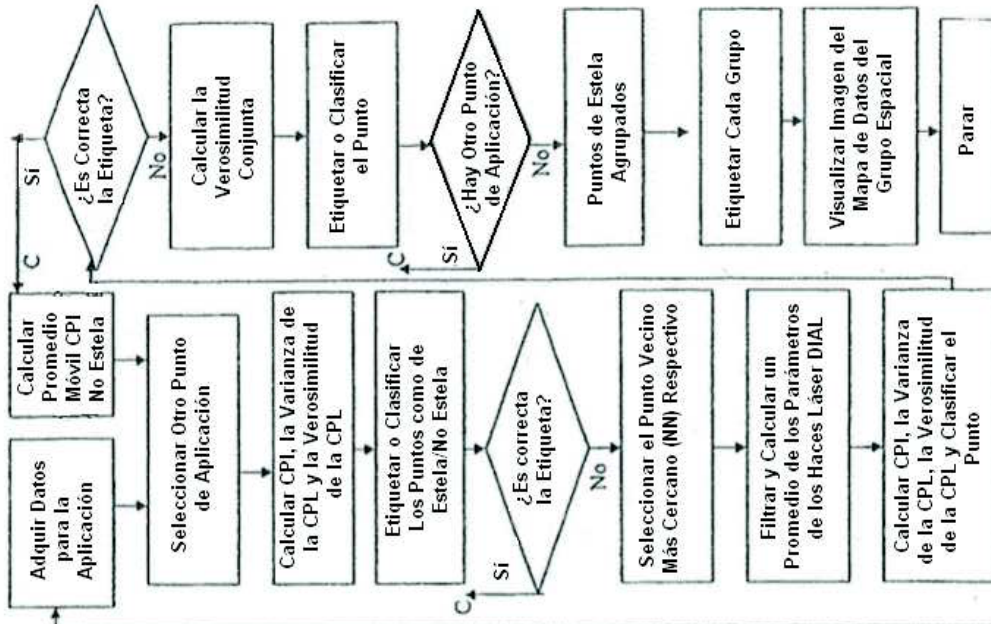 Adquir Datos
para la
Aplicación
Calcular
Promedio
Móvil CPI
No Estela
C
Seleccionar Otro Punto
de Aplicación
Calcular CPI, la Varianza de
la CPL y la Verosimilitud
de la CPL
Etiquetar o Clasificar
Los Puntos como de
Estela/No Estela
¿Es correcta
la Etiqueta?
Sí
C
No
Seleccionar el Punto Vecino
Más Cercano (NN) Respectivo
Filtrar y Calcular un
Promedio de los Parámetros
de los Haces Láser DIAL
Calcular CPI, la Varianza
de la CPL, la Verosimilitud
de la CPL y Clasificar el
Punto
¿Es Correcta
la Etiqueta?
Sí
No
Calcular la
Verosimilitud
Conjunta
Etiquetar o Clasificar
el Punto
¿Hay Otro Punto
de Aplicación?
Sí
C
No
Puntos de Estela
Agrupados
Etiquetar Cada Grupo
Visualizar Imagen del
Mapa de Datos del
Grupo Espacial
Parar